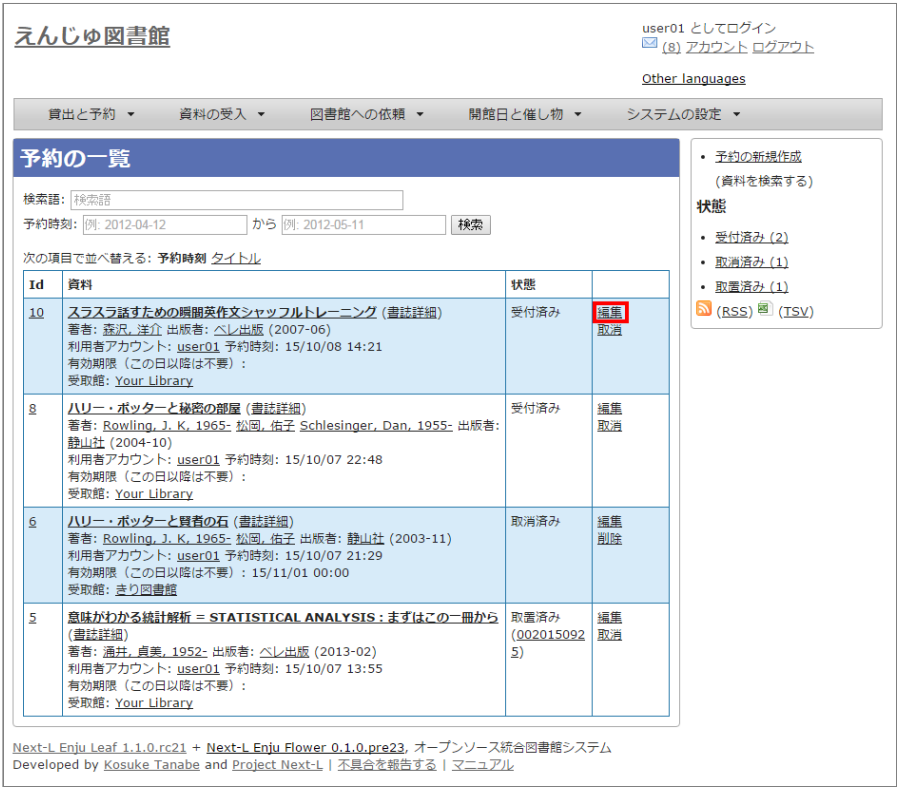 えんじゅ図書館
user01 としてログイン
(8) アカウント ログアウト
Other languages
貸出と予約 ▼ 資料の受入 ▼ 図書館への依頼 ▼ 開館日と催し物 ▼ システムの設定 ▼
予約の一覧
検索語: 検索語
予約時刻: 例: 2012-04-12 から 例: 2012-05-11 検索
次の項目で並べ替える: 予約時刻 タイトル
Id 資料 状態
10 スラスラ話すための瞬間英作文シャッフルトレーニング (書誌詳細) 受付済み 編集
著者: 森沢, 洋介 出版者: ベレ出版 (2007-06) 取消
利用者アカウント: user01 予約時刻: 15/10/08 14:21
有効期限（この日以降は不要）:
受取館: Your Library
8 ハリー・ポッターと秘密の部屋 (書誌詳細) 受付済み 編集
著者: Rowling, J. K, 1965- 松岡, 佑子 Schlesinger, Dan, 1955- 出版者: 取消
静山社 (2004-10)
利用者アカウント: user01 予約時刻: 15/10/07 22:48
有効期限（この日以降は不要）:
受取館: Your Library
6 ハリー・ポッターと賢者の石 (書誌詳細) 取消済み 編集
著者: Rowling, J. K, 1965- 松岡, 佑子 出版者: 静山社 (2003-11) 削除
利用者アカウント: user01 予約時刻: 15/10/07 21:29
有効期限（この日以降は不要）: 15/11/01 00:00
受取館: きり図書館
5 意味がわかる統計解析 = STATISTICAL ANALYSIS : まずはこの一冊から 取置済み 編集
(書誌詳細) (002015092 取消
著者: 涌井, 貞美, 1952- 出版者: ベレ出版 (2013-02) 5)
利用者アカウント: user01 予約時刻: 15/10/07 13:55
有効期限（この日以降は不要）:
受取館: Your Library
• 予約の新規作成
(資料を検索する)
状態
• 受付済み (2)
• 取消済み (1)
• 取置済み (1)
(RSS) (TSV)
Next-L Enju Leaf 1.1.0.rc21 + Next-L Enju Flower 0.1.0.pre23, オープンソース統合図書館システム
Developed by Kosuke Tanabe and Project Next-L | 不具合を報告する | マニュアル